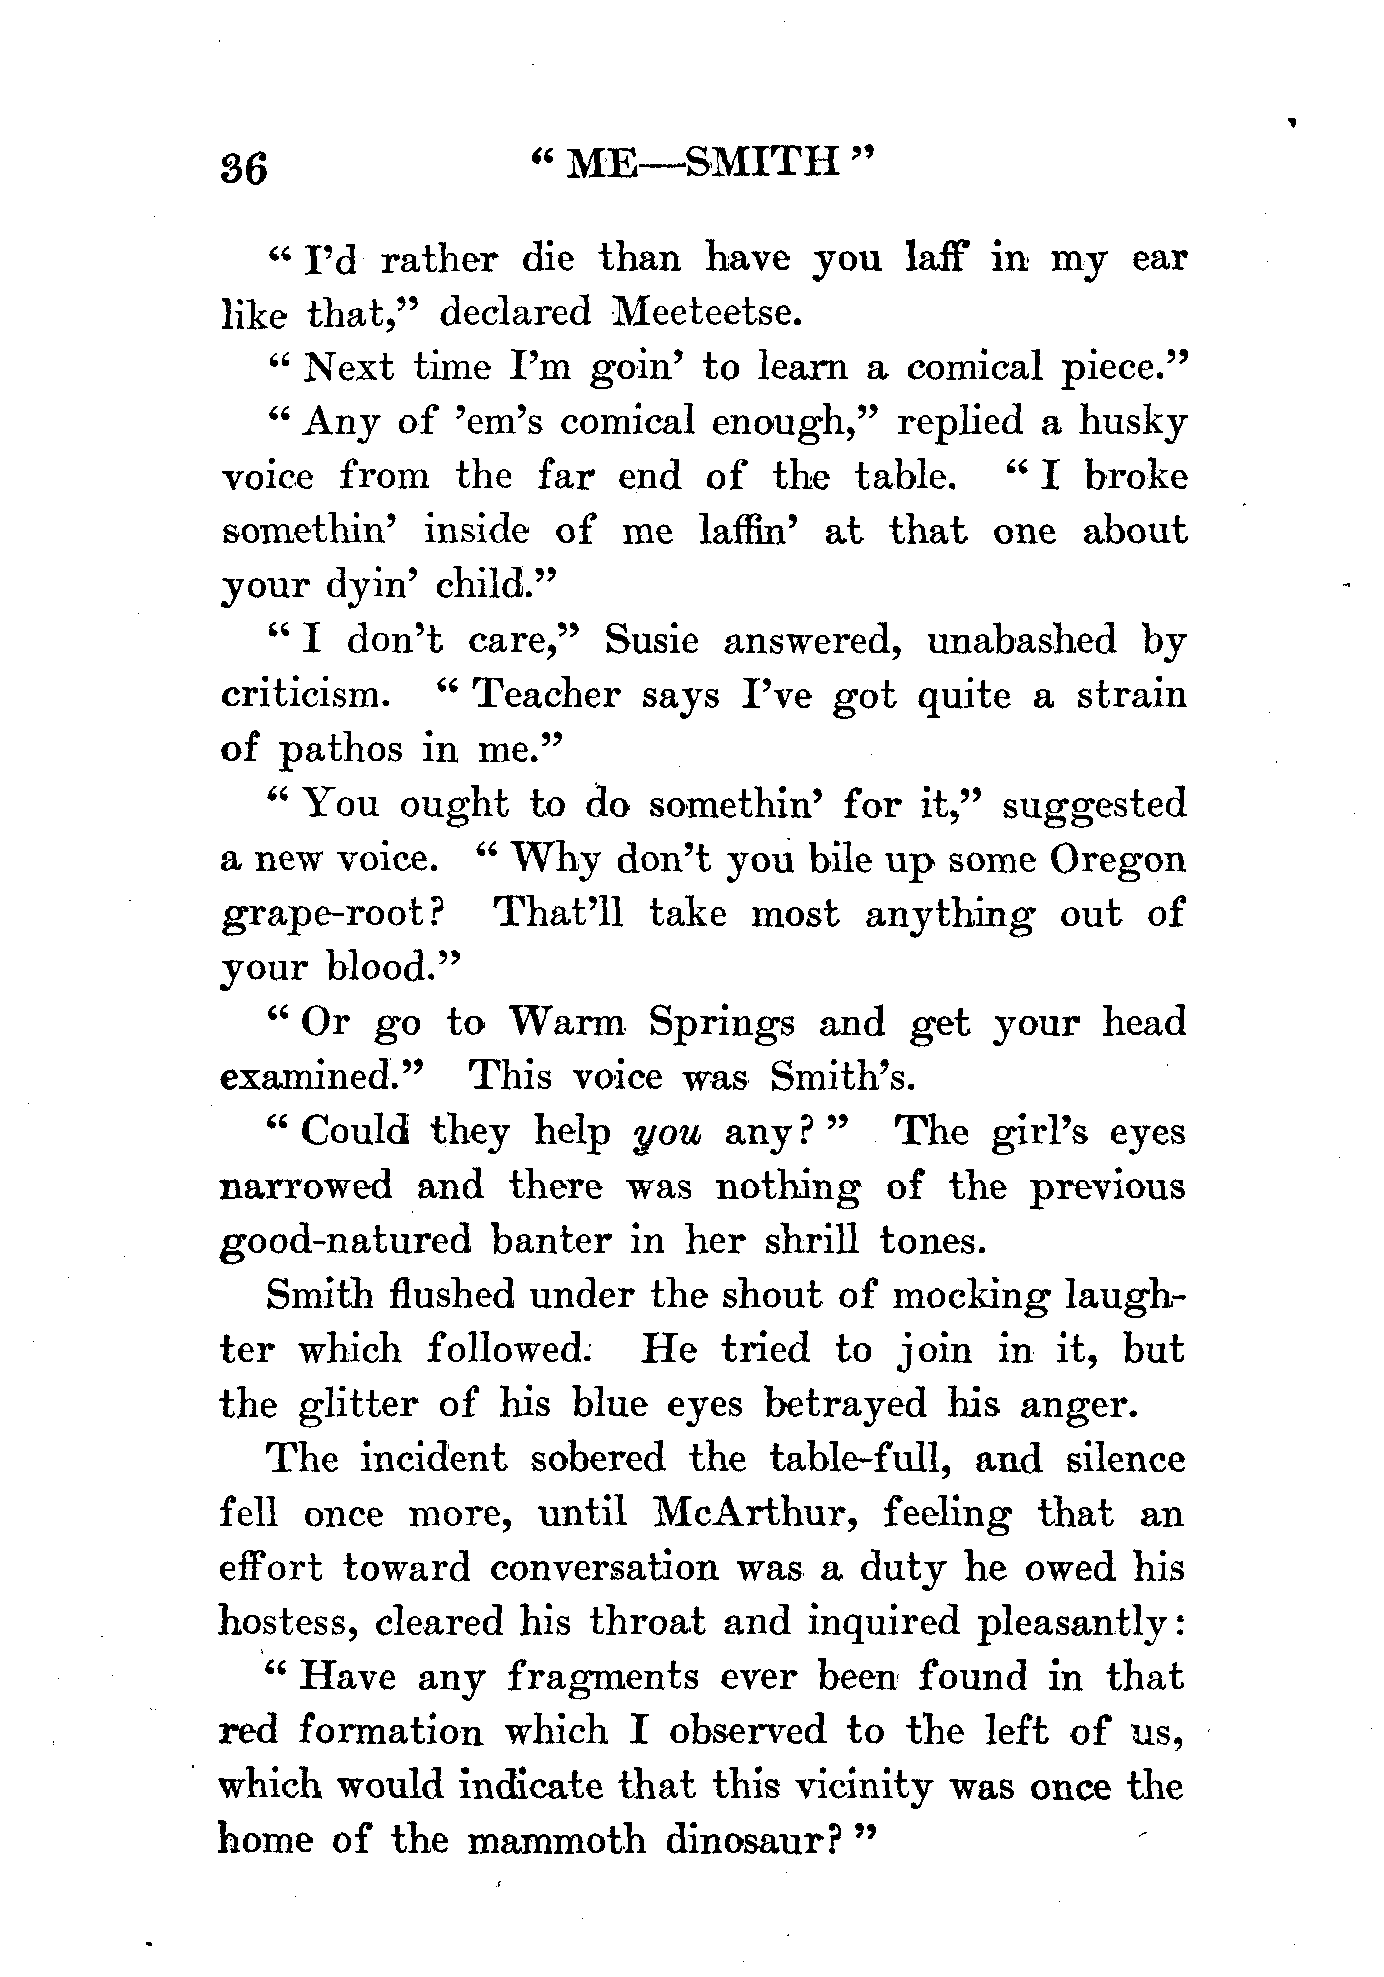 36 “ ME—SMITH ”
“ I’d rather die than have you laff in my ear
like that,” declared Meeteetse.
“ Next time I’m goin’ to learn a comical piece.”
“ Any of ’em’s comical enough,” replied a husky
voice from the far end of the table. “ I broke
somethin’ inside of me laffin’ at that one about
your dyin’ child.”
“ I don’t care,” Susie answered, unabashed by
criticism. “ Teacher says I’ve got quite a strain
of pathos in me.”
“ You ought to do somethin’ for it,” suggested
a new voice. “ Why don’t you bile up some Oregon
grape-root? That’ll take most anything out of
your blood.”
“ Or go to Warm Springs and get your head
examined.” This voice was Smith’s.
“ Could they help you any? ” The girl’s eyes
narrowed and there was nothing of the previous
good-natured banter in her shrill tones.
Smith flushed under the shout of mocking laugh-
ter which followed. He tried to join in it, but
the glitter of his blue eyes betrayed his anger.
The incident sobered the table-full, and silence
fell once more, until McArthur, feeling that an
effort toward conversation was a duty he owed his
hostess, cleared his throat and inquired pleasantly:
“ Have any fragments ever been found in that
red formation which I observed to the left of us,
which would indicate that this vicinity was once the
home of the mammoth dinosaur? ”